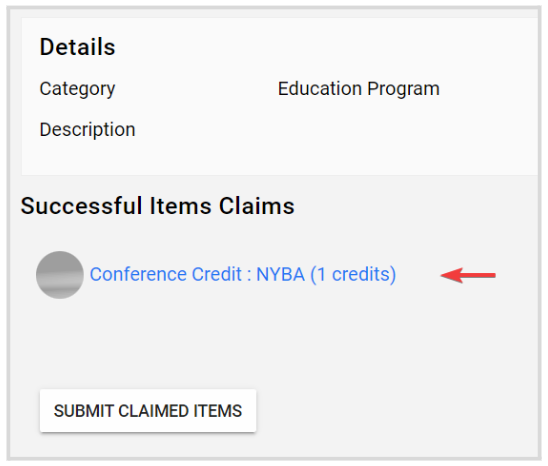 Details
Category Education Program
Description
Successful Items Claims
Conference Credit : NYBA (1 credits)
SUBMIT CLAIMED ITEMS